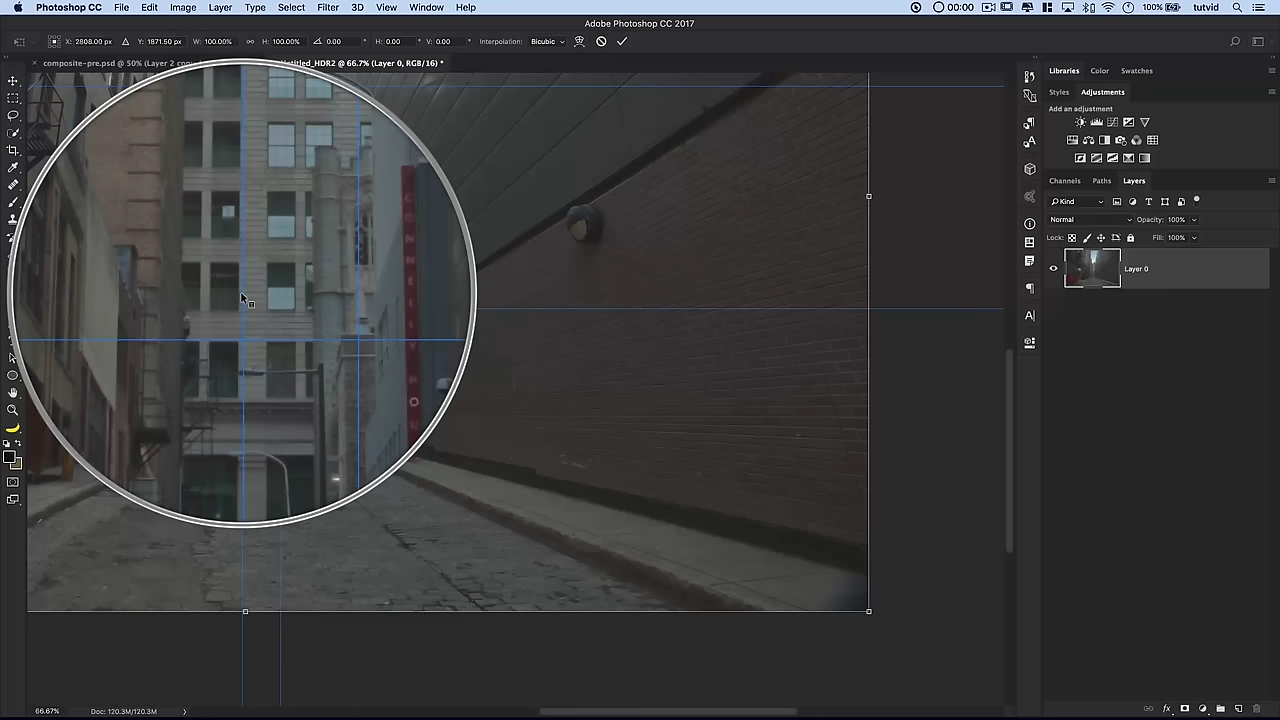 Photoshop CC File Edit Image Layer Type Select Filter 3D View Window Help 00:00 100% tutvid
Adobe Photoshop CC 2017
X: 2808.00 px Y: 1871.50 px W: 100.00% H: 100.00% 0.00 H: 0.00 V: 0.00 Interpolation: Bicubic
composite-pre.psd @ 50% (Layer 2 cop
ntitled_HDR2 @ 66.7% (Layer 0, RGB/16) *
Libraries Color Swatches
Styles Adjustments
Add an adjustment
Channels Paths Layers
Kind
Normal Opacity: 100%
Lock: Fill: 100%
Layer 0
CONNELLY HOU
66.67% Doc: 120.3M/120.3M